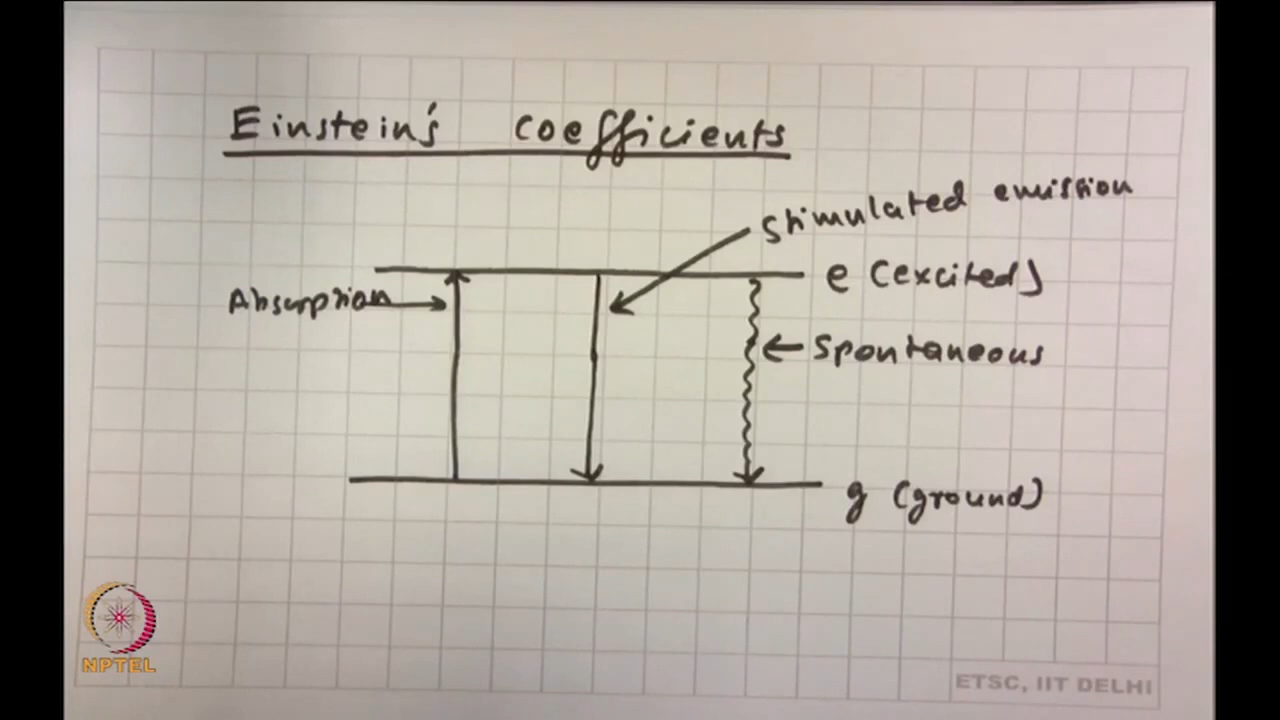 Einstein's coefficients
stimulated emission
e (excited)
Absorption
Spontaneous
g (ground)
NPTEL
ETSC, IIT DELHI